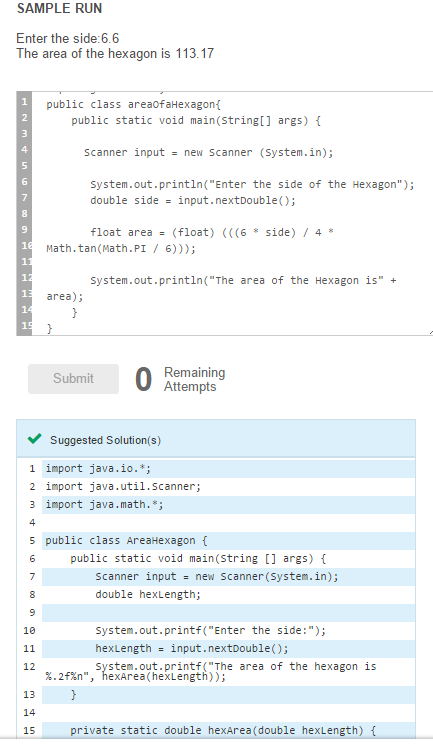 SAMPLE RUN
Enter the side:6.6
The area of the hexagon is 113.17
1 public class areaOfaHexagon{
2 public static void main(String[] args) {
3
4 Scanner input = new Scanner (System.in);
5
6 System.out.println("Enter the side of the Hexagon");
7 double side = input.nextDouble();
8
9 float area = (float) (((6 * side) / 4 *
10 Math.tan(Math.PI / 6)));
11
12 System.out.println("The area of the Hexagon is" +
13 area);
14 }
15 }
Submit
0 Remaining
Attempts
Suggested Solution(s)
1 import java.io.*;
2 import java.util.Scanner;
3 import java.math.*;
4
5 public class AreaHexagon {
6 public static void main(String [] args) {
7 Scanner input = new Scanner(System.in);
8 double hexLength;
9
10 System.out.printf("Enter the side:");
11 hexLength = input.nextDouble();
12 System.out.printf("The area of the hexagon is
%.2f%n", hexArea(hexLength));
13 }
14
15 private static double hexArea(double hexLength) {